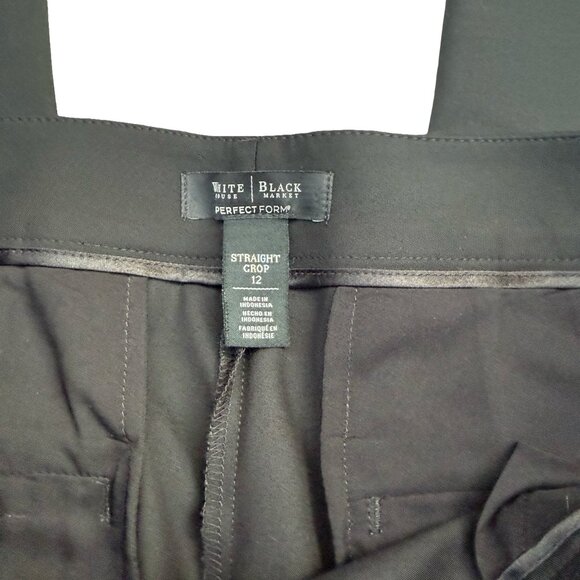 WHITE | BLACK
HOUSE | MARKET
PERFECT FORM®
STRAIGHT
CROP
12
MADE IN
INDONESIA
HECHO EN
INDONESIA
FABRIQUÉ EN
INDONÉSIE